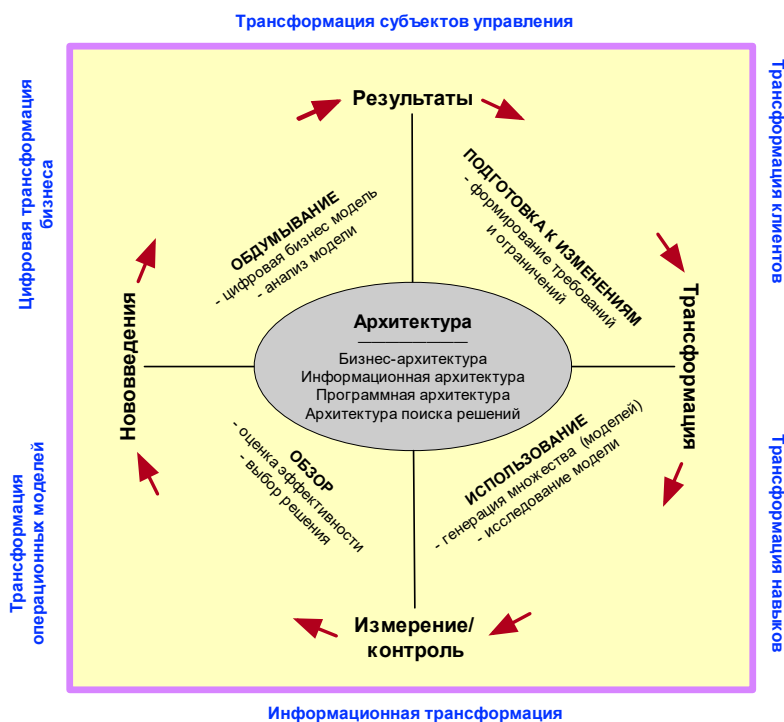 Трансформация субъектов управления
Цифровая трансформация
бизнеса
Трансформация клиентов
Результаты
ОБДУМЫВАНИЕ
- цифровая бизнес модель
- анализ модели
ПОДГОТОВКА К ИЗМЕНЕНИЯМ
- формирование требований
и ограничений
Нововведения
Архитектура
Бизнес-архитектура
Информационная архитектура
Программная архитектура
Архитектура поиска решений
Трансформация
ОБЗОР
- оценка эффективности
- выбор решения
ИСПОЛЬЗОВАНИЕ
- генерация множества (моделей)
- исследование модели
Трансформация
операционных моделей
Трансформация навыков
Измерение/
контроль
Информационная трансформация